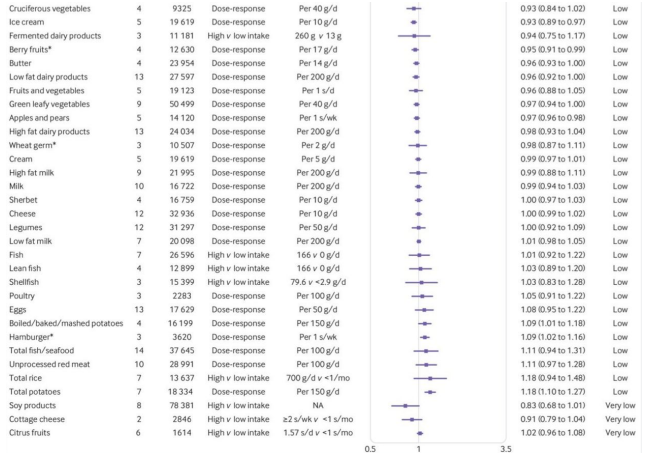 Cruciferous vegetables 4 9325 Dose-response Per 40 g/d 0.93 (0.84 to 1.02) Low
Ice cream 5 19 619 Dose-response Per 10 g/d 0.93 (0.89 to 0.97) Low
Fermented dairy products 3 11 181 High v low intake 260 g v 13 g 0.94 (0.75 to 1.17) Low
Berry fruits* 4 12 630 Dose-response Per 17 g/d 0.95 (0.91 to 0.99) Low
Butter 4 23 954 Dose-response Per 14 g/d 0.96 (0.93 to 1.00) Low
Low fat dairy products 13 27 597 Dose-response Per 200 g/d 0.96 (0.92 to 1.00) Low
Fruits and vegetables 5 19 123 Dose-response Per 1 s/d 0.96 (0.88 to 1.05) Low
Green leafy vegetables 9 50 499 Dose-response Per 40 g/d 0.97 (0.94 to 1.00) Low
Apples and pears 5 14 120 Dose-response Per 1 s/wk 0.97 (0.96 to 0.98) Low
High fat dairy products 13 24 034 Dose-response Per 200 g/d 0.98 (0.93 to 1.04) Low
Wheat germ* 3 10 507 Dose-response Per 2 g/d 0.98 (0.87 to 1.11) Low
Cream 5 19 619 Dose-response Per 5 g/d 0.99 (0.97 to 1.01) Low
High fat milk 9 21 995 Dose-response Per 200 g/d 0.99 (0.88 to 1.11) Low
Milk 10 16 722 Dose-response Per 200 g/d 0.99 (0.94 to 1.03) Low
Sherbet 4 16 759 Dose-response Per 10 g/d 1.00 (0.97 to 1.03) Low
Cheese 12 32 936 Dose-response Per 10 g/d 1.00 (0.99 to 1.02) Low
Legumes 12 31 297 Dose-response Per 50 g/d 1.00 (0.92 to 1.09) Low
Low fat milk 7 20 098 Dose-response Per 200 g/d 1.01 (0.98 to 1.05) Low
Fish 7 26 596 High v low intake 166 v 0 g/d 1.01 (0.92 to 1.22) Low
Lean fish 4 12 899 High v low intake 166 v 0 g/d 1.03 (0.89 to 1.20) Low
Shellfish 3 15 399 High v low intake 79.6 v <2.9 g/d 1.03 (0.83 to 1.28) Low
Poultry 3 2283 Dose-response Per 100 g/d 1.05 (0.91 to 1.22) Low
Eggs 13 17 629 Dose-response Per 50 g/d 1.08 (0.95 to 1.22) Low
Boiled/baked/mashed potatoes 4 16 199 Dose-response Per 150 g/d 1.09 (1.01 to 1.18) Low
Hamburger* 3 3620 Dose-response Per 1 s/wk 1.09 (1.02 to 1.16) Low
Total fish/seafood 14 37 645 Dose-response Per 100 g/d 1.11 (0.94 to 1.31) Low
Unprocessed red meat 10 28 991 Dose-response Per 100 g/d 1.11 (0.97 to 1.28) Low
Total rice 7 13 637 High v low intake 700 g/d v <1/mo 1.18 (0.94 to 1.48) Low
Total potatoes 7 18 334 Dose-response Per 150 g/d 1.18 (1.10 to 1.27) Low
Soy products 8 78 381 High v low intake NA 0.83 (0.68 to 1.01) Very low
Cottage cheese 2 2846 High v low intake ≥2 s/wk v <1 s/mo 0.91 (0.79 to 1.04) Very low
Citrus fruits 6 1614 High v low intake 1.57 s/d v <1 s/mo 1.02 (0.96 to 1.08) Very low
0.5 1 3.5